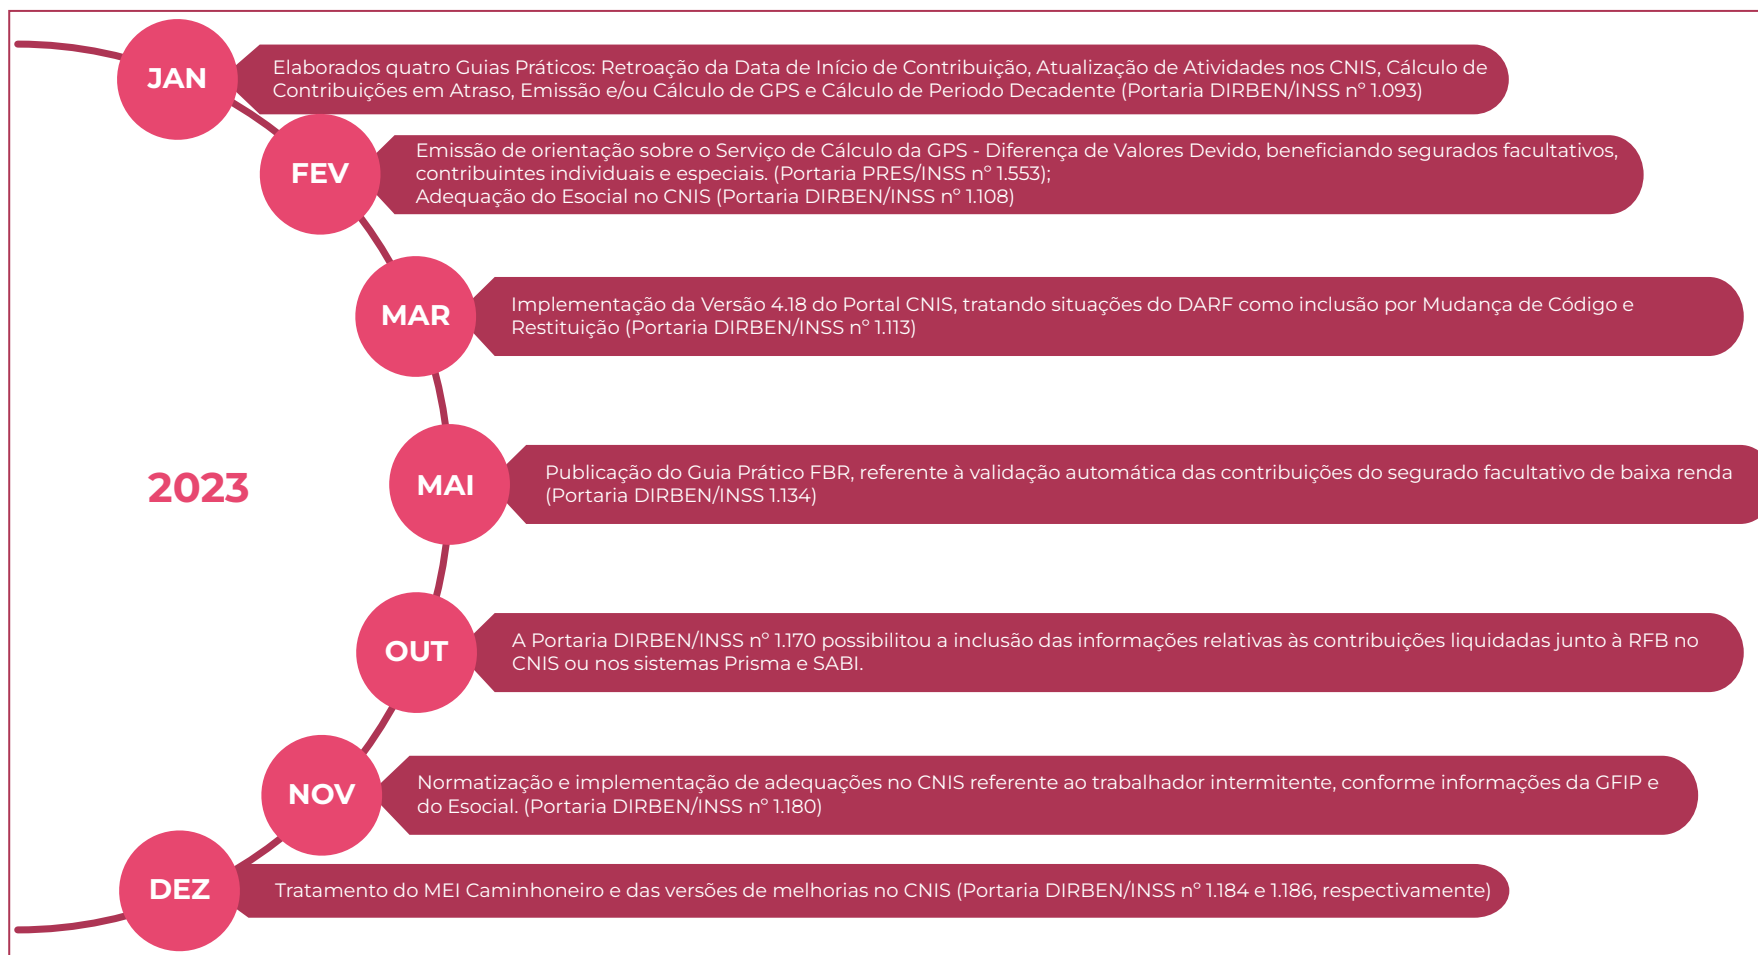 JAN
Elaborados quatro Guias Práticos: Retroação da Data de Início de Contribuição, Atualização de Atividades nos CNIS, Cálculo de
Contribuições em Atraso, Emissão e/ou Cálculo de GPS e Cálculo de Periodo Decadente (Portaria DIRBEN/INSS nº 1.093)
FEV
Emissão de orientação sobre o Serviço de Cálculo da GPS - Diferença de Valores Devido, beneficiando segurados facultativos,
contribuintes individuais e especiais. (Portaria PRES/INSS nº 1.553);
Adequação do Esocial no CNIS (Portaria DIRBEN/INSS nº 1.108)
MAR
Implementação da Versão 4.18 do Portal CNIS, tratando situações do DARF como inclusão por Mudança de Código e
Restituição (Portaria DIRBEN/INSS nº 1.113)
2023
MAI
Publicação do Guia Prático FBR, referente à validação automática das contribuições do segurado facultativo de baixa renda
(Portaria DIRBEN/INSS 1.134)
OUT
A Portaria DIRBEN/INSS nº 1.170 possibilitou a inclusão das informações relativas às contribuições liquidadas junto à RFB no
CNIS ou nos sistemas Prisma e SABI.
NOV
Normatização e implementação de adequações no CNIS referente ao trabalhador intermitente, conforme informações da GFIP e
do Esocial. (Portaria DIRBEN/INSS nº 1.180)
DEZ
Tratamento do MEI Caminhoneiro e das versões de melhorias no CNIS (Portaria DIRBEN/INSS nº 1.184 e 1.186, respectivamente)